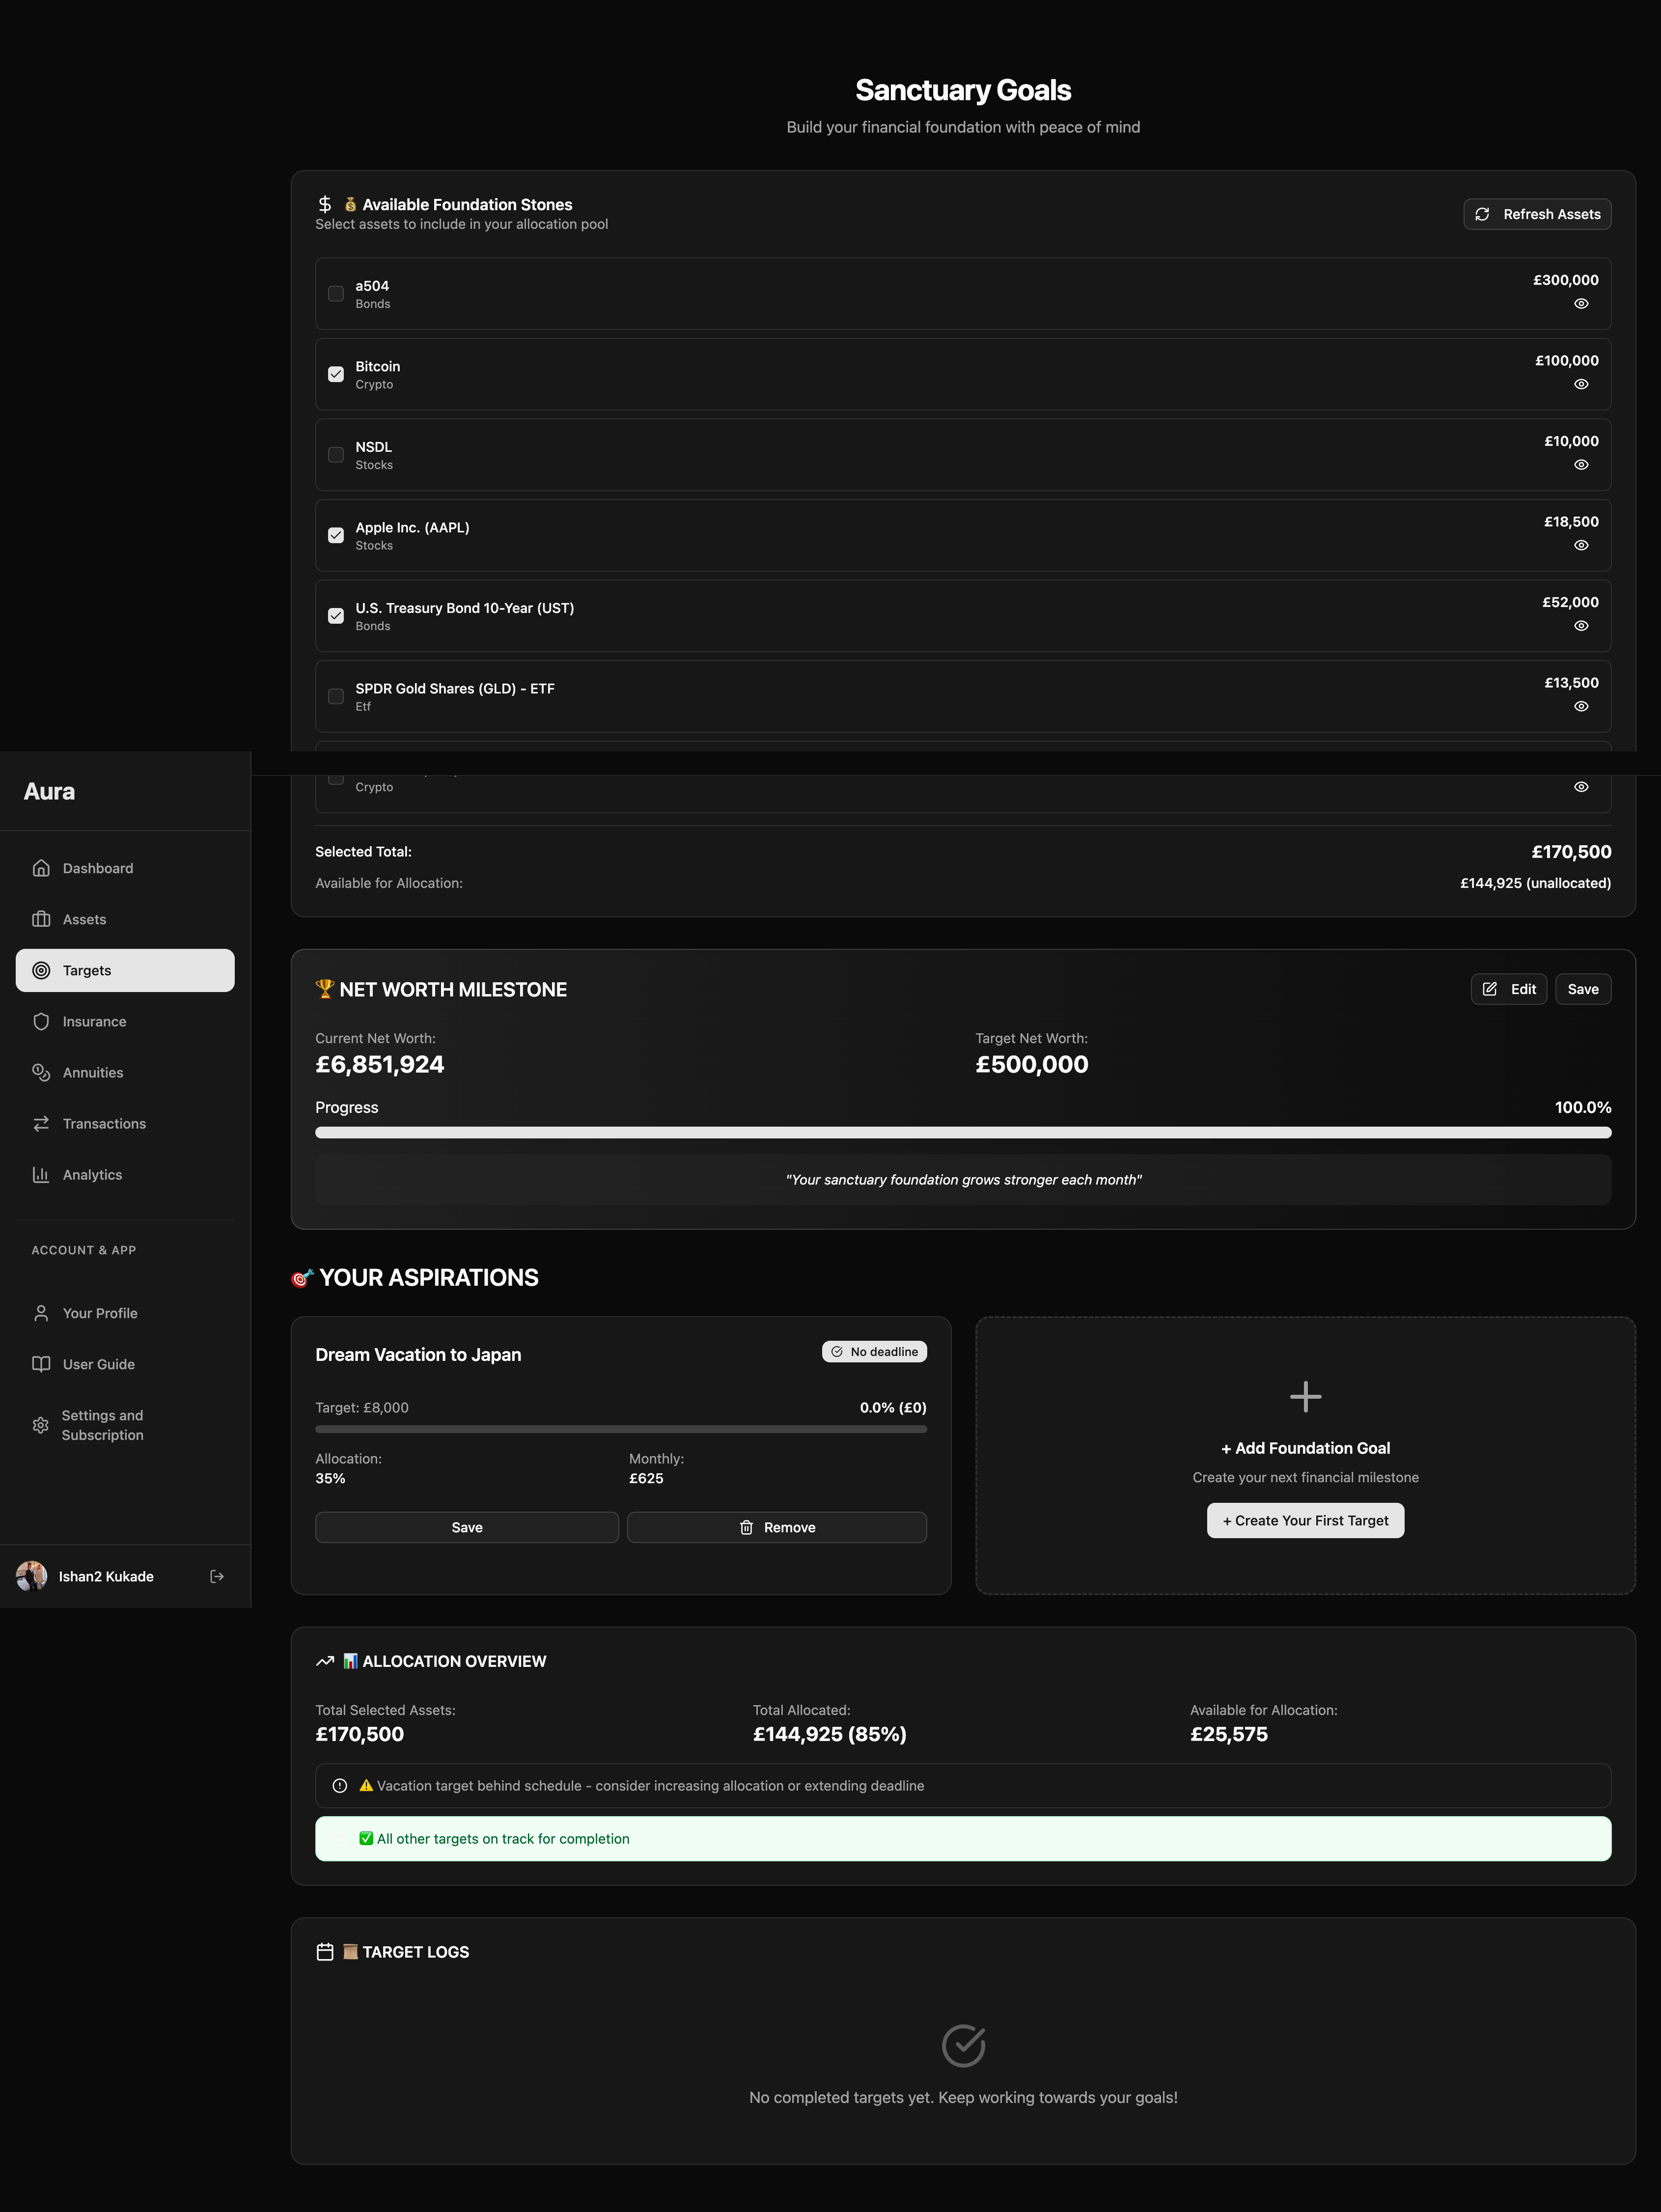 Sanctuary Goals
Build your financial foundation with peace of mind
💰 Available Foundation Stones
Select assets to include in your allocation pool
Refresh Assets
a504
Bonds
£300,000
Bitcoin
Crypto
£100,000
NSDL
Stocks
£10,000
Apple Inc. (AAPL)
Stocks
£18,500
U.S. Treasury Bond 10-Year (UST)
Bonds
£52,000
SPDR Gold Shares (GLD) - ETF
Etf
£13,500
Crypto
Selected Total:
£170,500
Available for Allocation:
£144,925 (unallocated)
Aura
Dashboard
Assets
Targets
Insurance
Annuities
Transactions
Analytics
ACCOUNT & APP
Your Profile
User Guide
Settings and
Subscription
Ishan2 Kukade
🏆 NET WORTH MILESTONE
Edit
Save
Current Net Worth:
£6,851,924
Target Net Worth:
£500,000
Progress
100.0%
"Your sanctuary foundation grows stronger each month"
🎯 YOUR ASPIRATIONS
Dream Vacation to Japan
No deadline
Target: £8,000
0.0% (£0)
Allocation:
35%
Monthly:
£625
Save
Remove
+ Add Foundation Goal
Create your next financial milestone
+ Create Your First Target
📊 ALLOCATION OVERVIEW
Total Selected Assets:
£170,500
Total Allocated:
£144,925 (85%)
Available for Allocation:
£25,575
⚠️ Vacation target behind schedule - consider increasing allocation or extending deadline
✅ All other targets on track for completion
📜 TARGET LOGS
No completed targets yet. Keep working towards your goals!